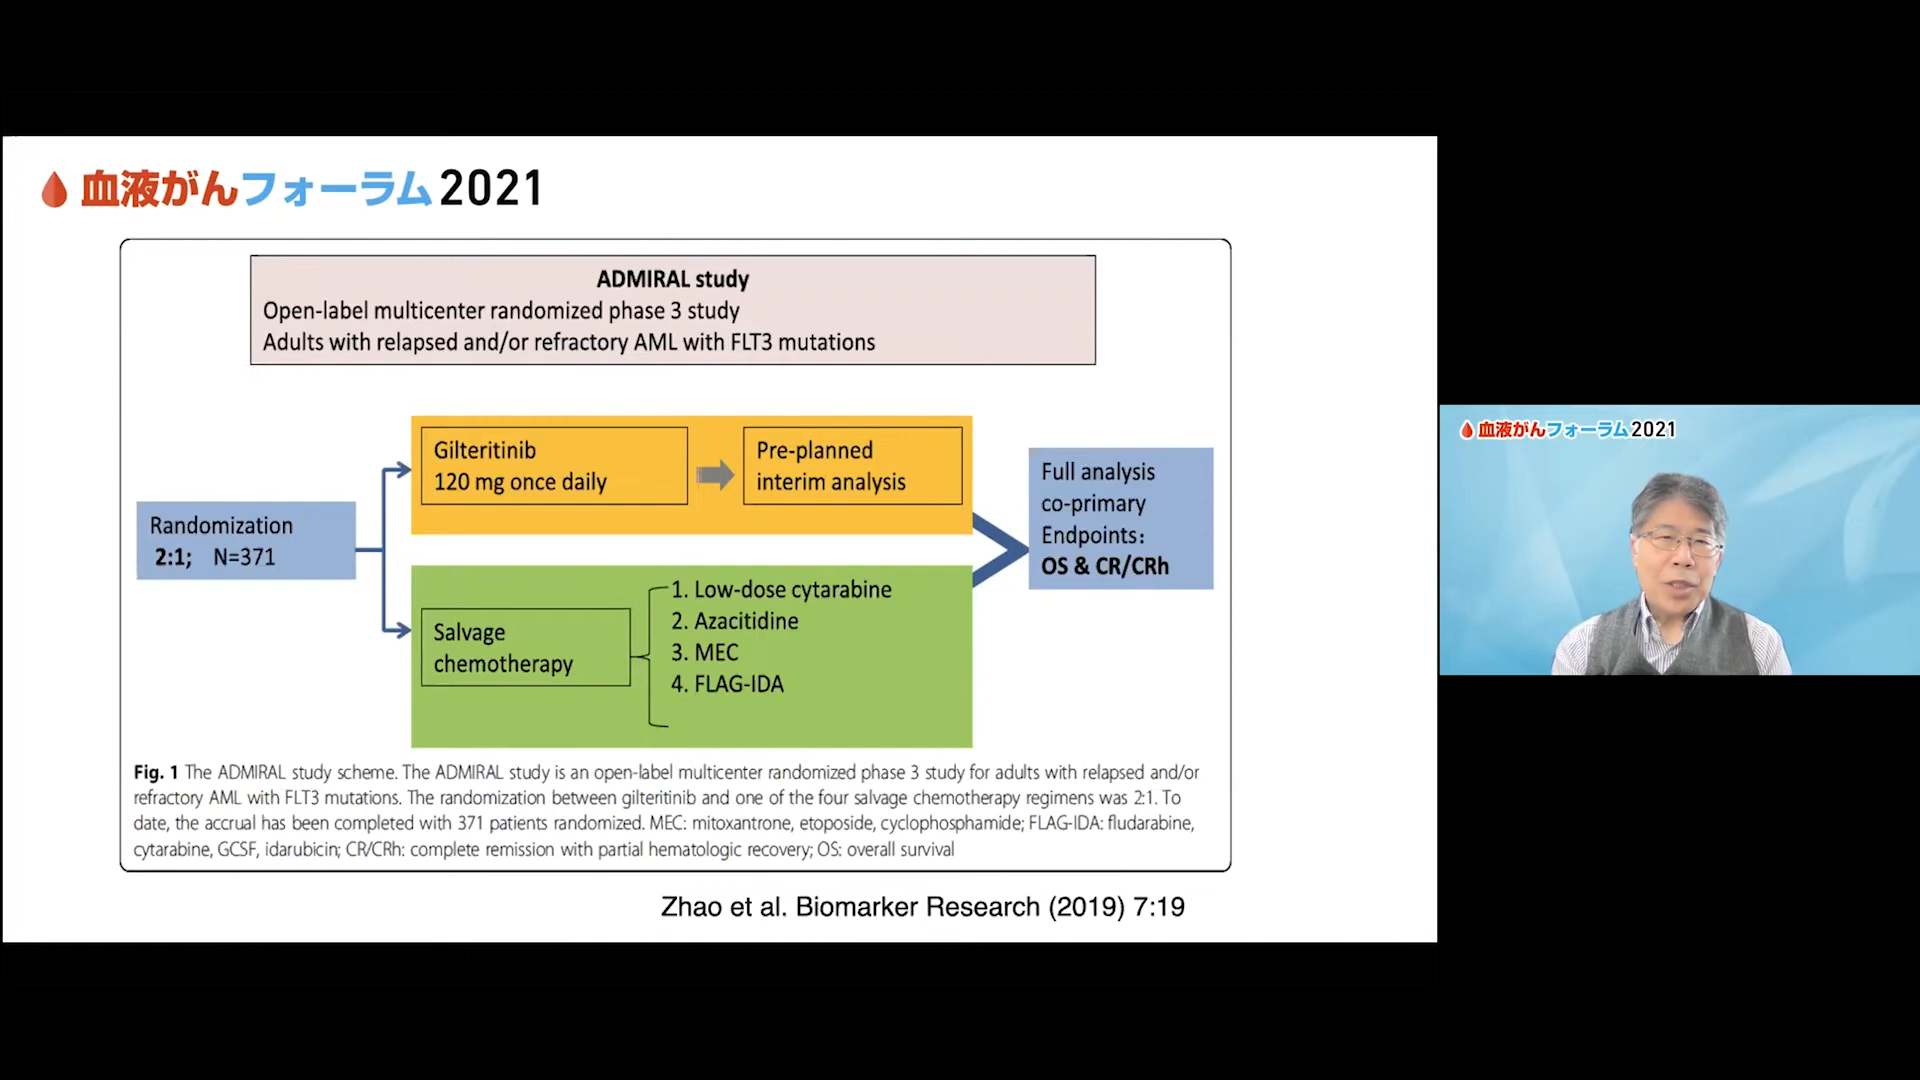 血液がんフォーラム2021
ADMIRAL study
Open-label multicenter randomized phase 3 study
Adults with relapsed and/or refractory AML with FLT3 mutations
Randomization
2:1; N=371
Gilteritinib
120 mg once daily
Pre-planned
interim analysis
Salvage
chemotherapy
1. Low-dose cytarabine
2. Azacitidine
3. MEC
4. FLAG-IDA
Full analysis
co-primary
Endpoints:
OS & CR/CRh
Fig. 1 The ADMIRAL study scheme. The ADMIRAL study is an open-label multicenter randomized phase 3 study for adults with relapsed and/or
refractory AML with FLT3 mutations. The randomization between gilteritinib and one of the four salvage chemotherapy regimens was 2:1. To
date, the accrual has been completed with 371 patients randomized. MEC: mitoxantrone, etoposide, cyclophosphamide; FLAG-IDA: fludarabine,
cytarabine, GCSF, idarubicin; CR/CRh: complete remission with partial hematologic recovery; OS: overall survival
Zhao et al. Biomarker Research (2019) 7:19
血液がんフォーラム2021